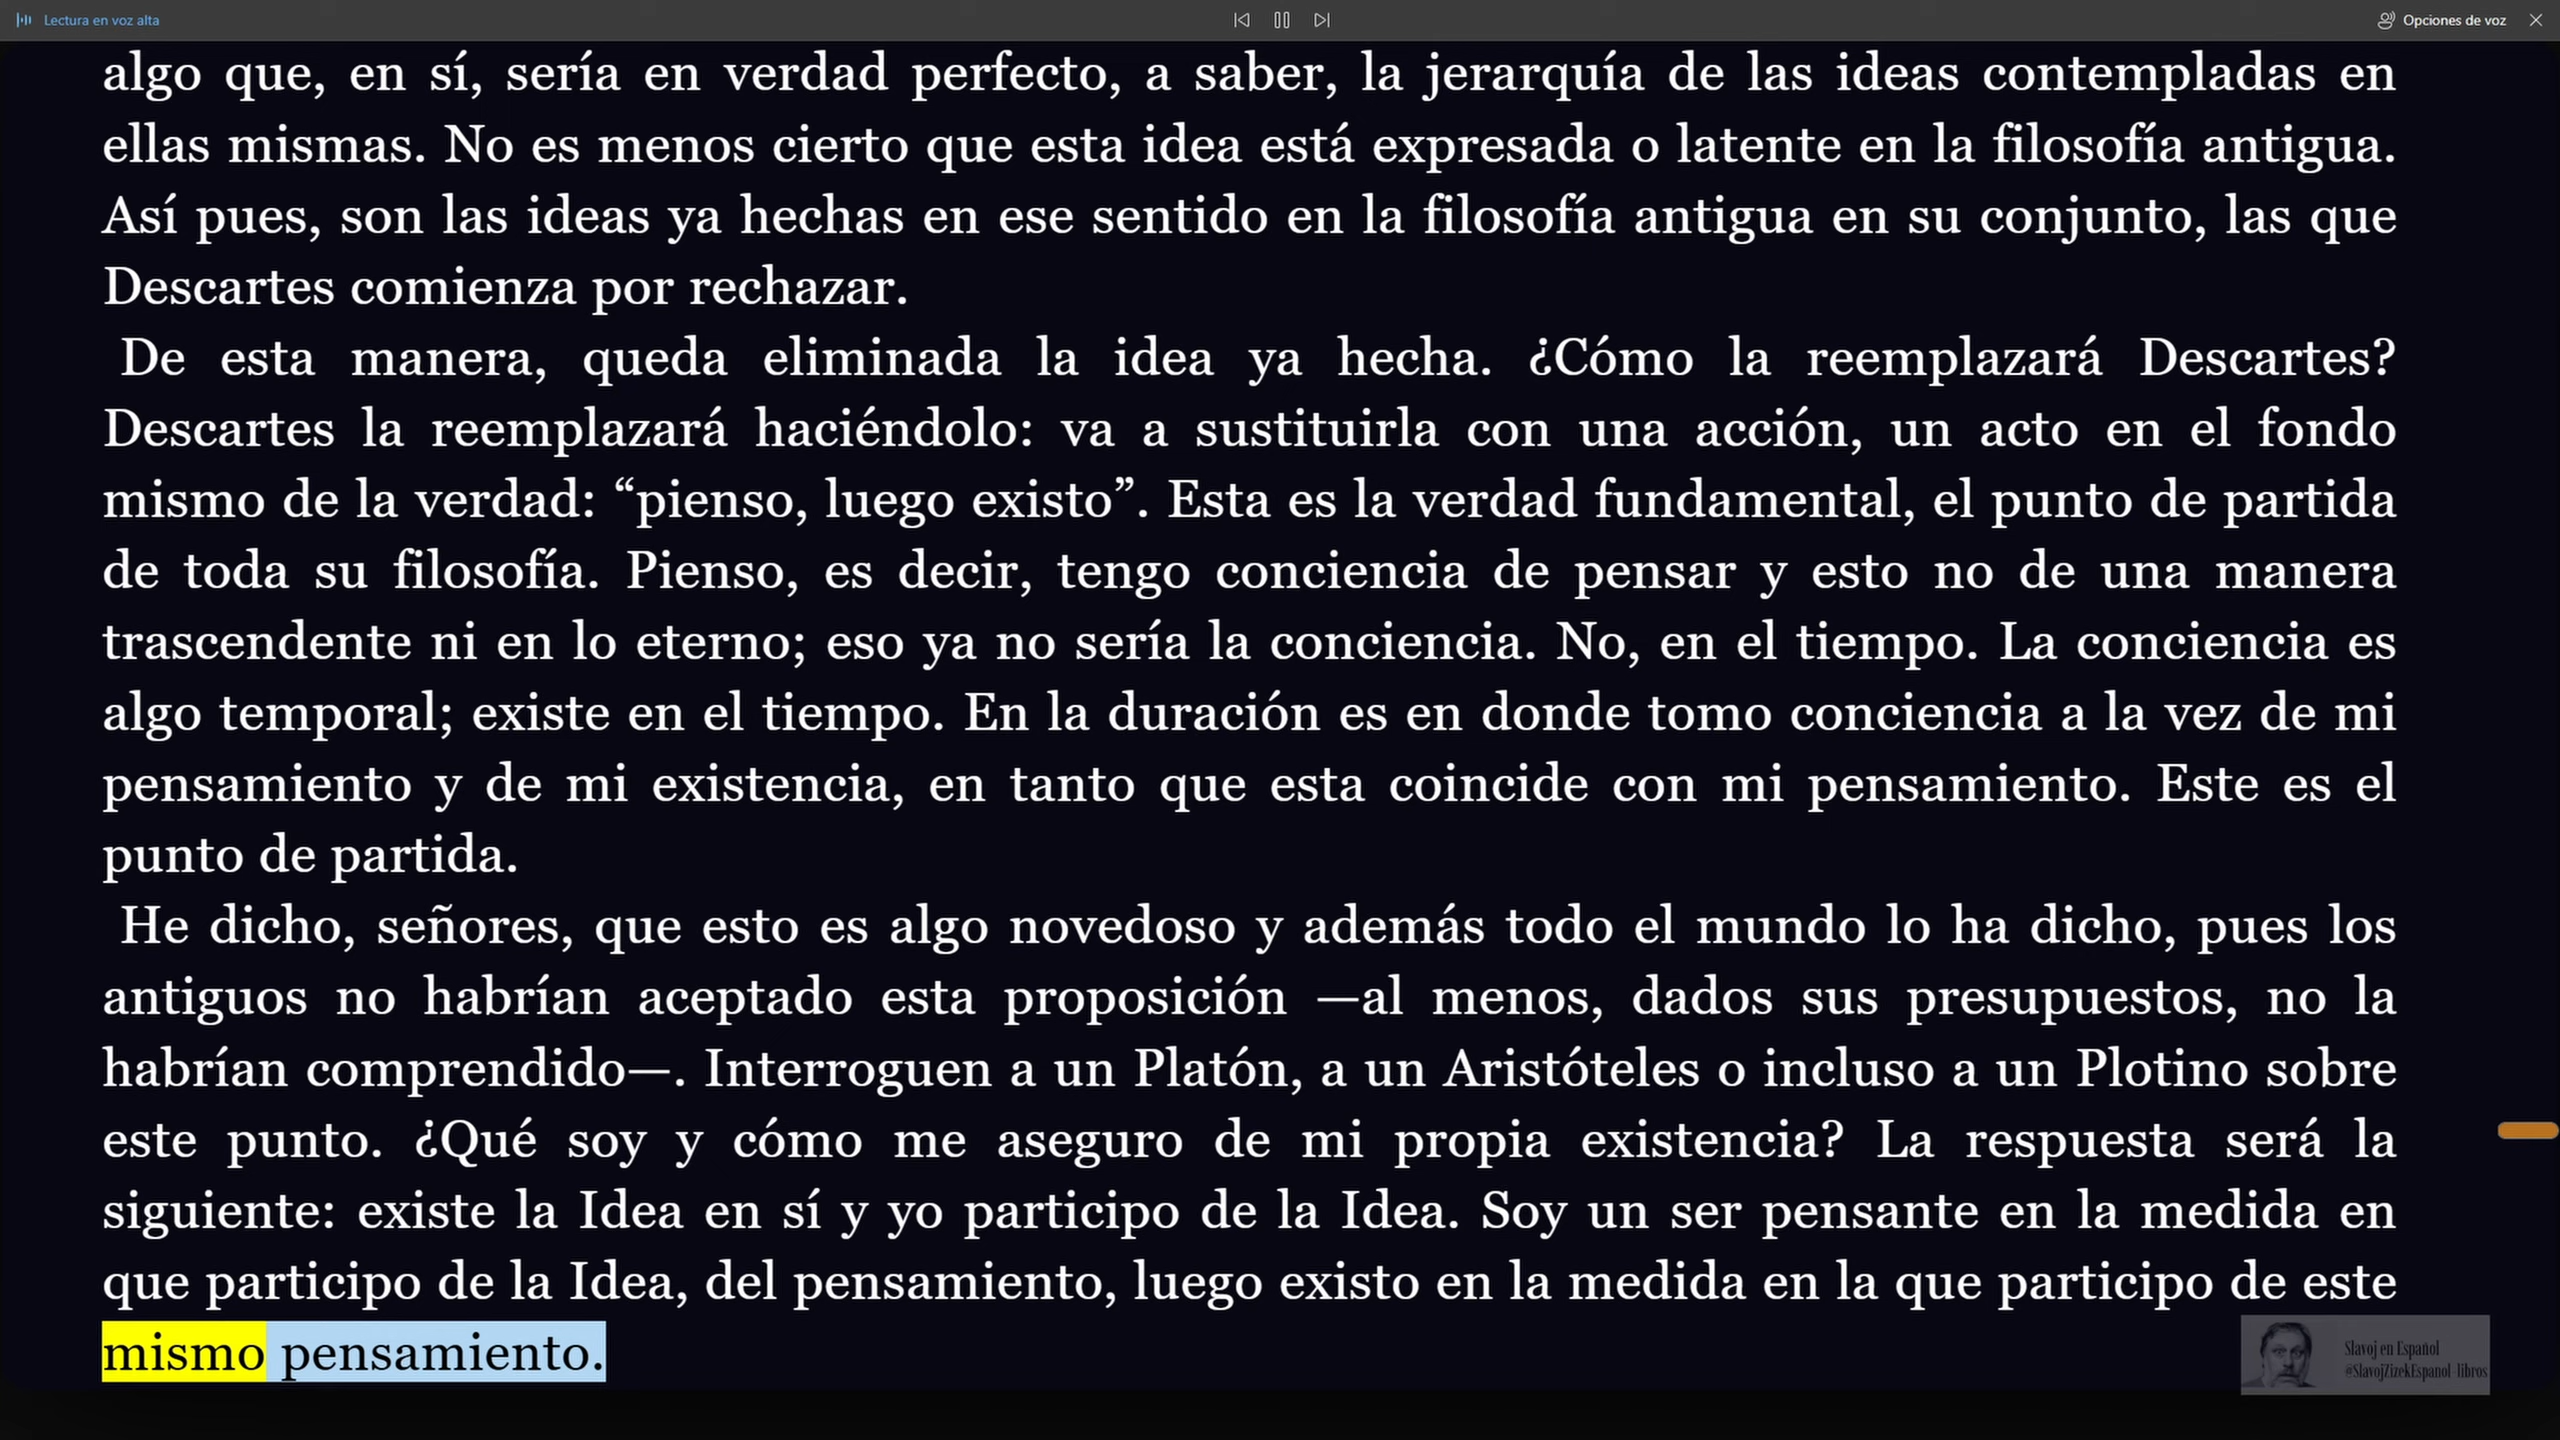 Lectura en voz alta
Opciones de voz
algo que, en sí, sería en verdad perfecto, a saber, la jerarquía de las ideas contempladas en
ellas mismas. No es menos cierto que esta idea está expresada o latente en la filosofía antigua.
Así pues, son las ideas ya hechas en ese sentido en la filosofía antigua en su conjunto, las que
Descartes comienza por rechazar.
De esta manera, queda eliminada la idea ya hecha. ¿Cómo la reemplazará Descartes?
Descartes la reemplazará haciéndolo: va a sustituirla con una acción, un acto en el fondo
mismo de la verdad: “pienso, luego existo”. Esta es la verdad fundamental, el punto de partida
de toda su filosofía. Pienso, es decir, tengo conciencia de pensar y esto no de una manera
trascendente ni en lo eterno; eso ya no sería la conciencia. No, en el tiempo. La conciencia es
algo temporal; existe en el tiempo. En la duración es en donde tomo conciencia a la vez de mi
pensamiento y de mi existencia, en tanto que esta coincide con mi pensamiento. Este es el
punto de partida.
He dicho, señores, que esto es algo novedoso y además todo el mundo lo ha dicho, pues los
antiguos no habrían aceptado esta proposición —al menos, dados sus presupuestos, no la
habrían comprendido—. Interroguen a un Platón, a un Aristóteles o incluso a un Plotino sobre
este punto. ¿Qué soy y cómo me aseguro de mi propia existencia? La respuesta será la
siguiente: existe la Idea en sí y yo participo de la Idea. Soy un ser pensante en la medida en
que participo de la Idea, del pensamiento, luego existo en la medida en la que participo de este
mismo pensamiento.
Slavoj en Español
@SlavojZizekEspanol-libros